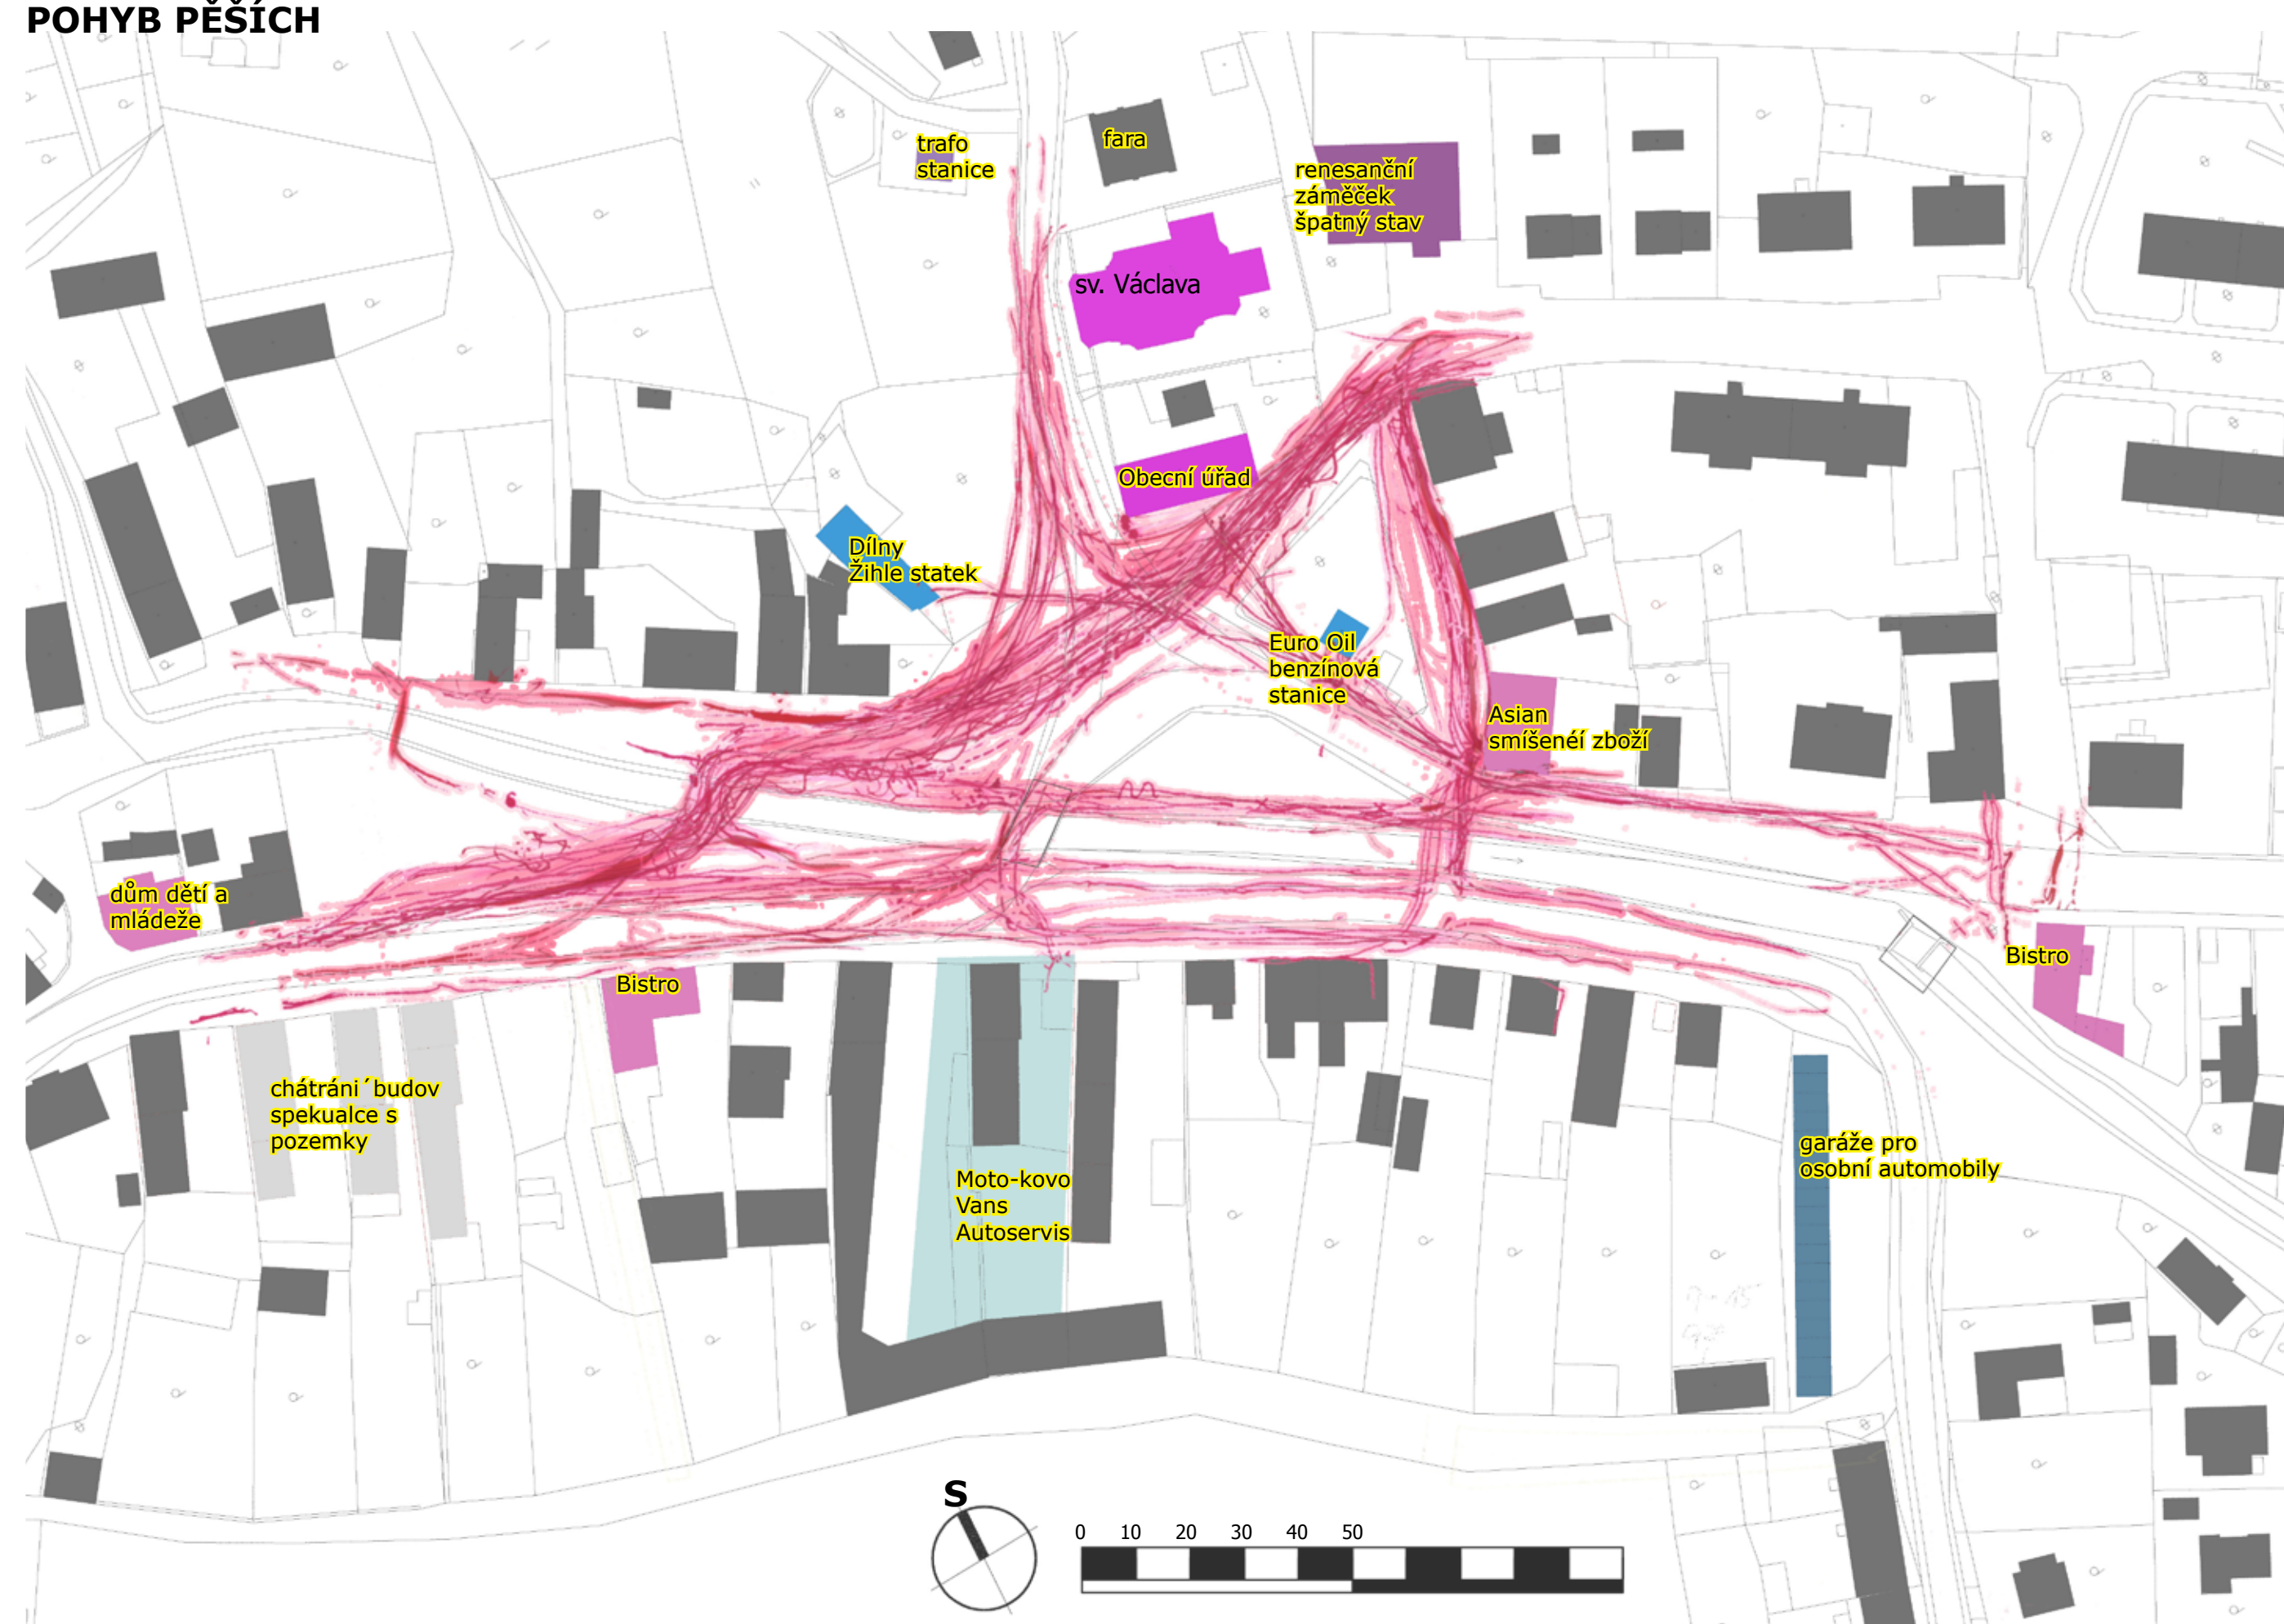 POHYB PĚŠÍCH
trafo
stanice
fara
renesanční
záměček
špatný stav
sv. Václava
Obecní úřad
Dílny
Žihle statek
Euro Oil
benzínová
stanice
Asian
smíšenéí zboží
dům dětí a
mládeže
Bistro
Bistro
chátráni´budov
spekualce s
pozemky
Moto-kovo
Vans
Autoservis
garáže pro
osobní automobily
S
0 10 20 30 40 50